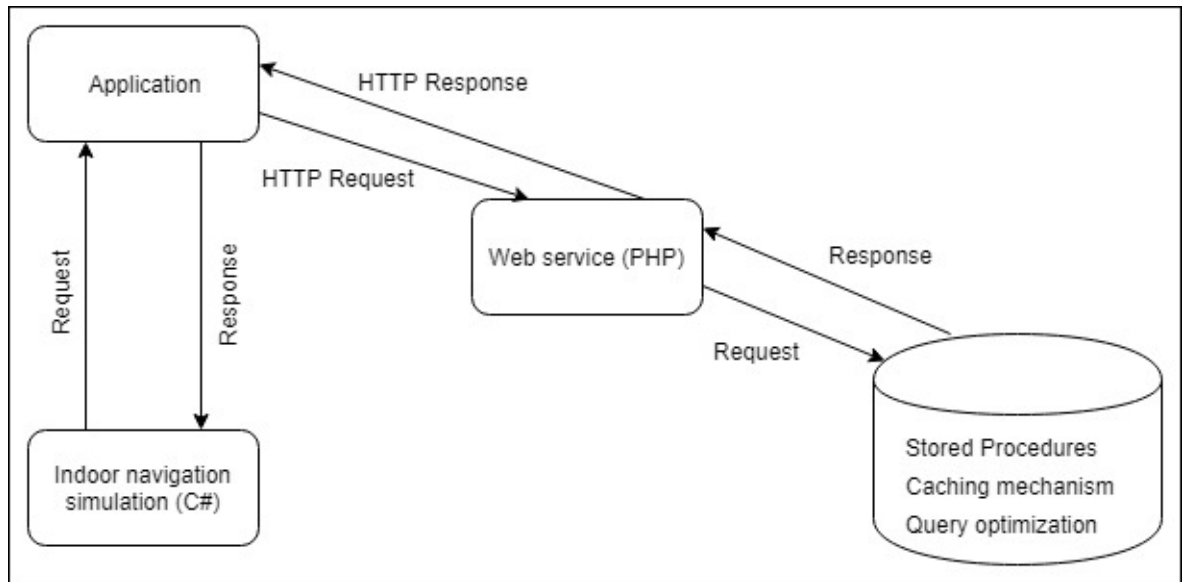 Application
HTTP Response
HTTP Request
Web service (PHP)
Response
Request
Request
Response
Indoor navigation
simulation (C#)
Stored Procedures
Caching mechanism
Query optimization